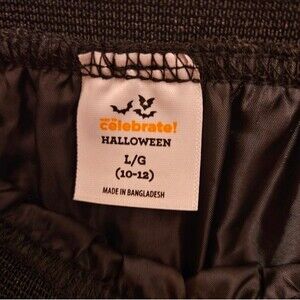 way to
celebrate!
HALLOWEEN
L/G
(10-12)
MADE IN BANGLADESH